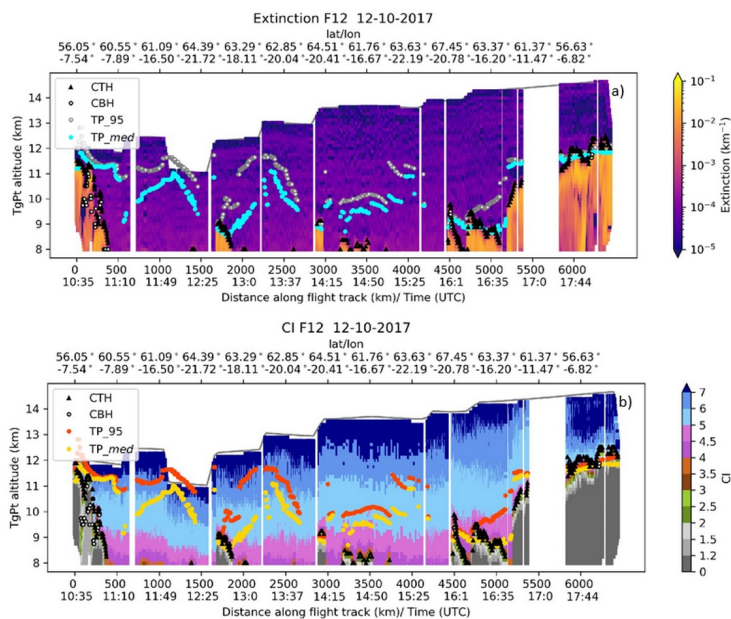 Extinction F12 12-10-2017
lat/lon
56.05° 60.55° 61.09° 64.39° 63.29° 62.85° 64.51° 61.76° 63.63° 67.45° 63.37° 61.37° 56.63°
-7.54° -7.89° -16.50° -21.72° -18.11° -20.04° -20.41° -16.67° -22.19° -20.78° -16.20° -11.47° -6.82°
a)
CTH
CBH
TP_95
TP_med
TgPt altitude (km)
14
13
12
11
10
9
8
0 500 1000 1500 2000 2500 3000 3500 4000 4500 5000 5500 6000
10:35 11:10 11:49 12:25 13:0 13:37 14:15 14:50 15:25 16:1 16:35 17:0 17:44
Distance along flight track (km)/ Time (UTC)
10⁻¹
10⁻²
10⁻³
10⁻⁴
10⁻⁵
Extinction (km⁻¹)
CI F12 12-10-2017
lat/lon
56.05° 60.55° 61.09° 64.39° 63.29° 62.85° 64.51° 61.76° 63.63° 67.45° 63.37° 61.37° 56.63°
-7.54° -7.89° -16.50° -21.72° -18.11° -20.04° -20.41° -16.67° -22.19° -20.78° -16.20° -11.47° -6.82°
b)
CTH
CBH
TP_95
TP_med
TgPt altitude (km)
14
13
12
11
10
9
8
0 500 1000 1500 2000 2500 3000 3500 4000 4500 5000 5500 6000
10:35 11:10 11:49 12:25 13:0 13:37 14:15 14:50 15:25 16:1 16:35 17:0 17:44
Distance along flight track (km)/ Time (UTC)
7
6
5
4.5
4
3.5
3
2.5
2
1.5
1.2
0
CI